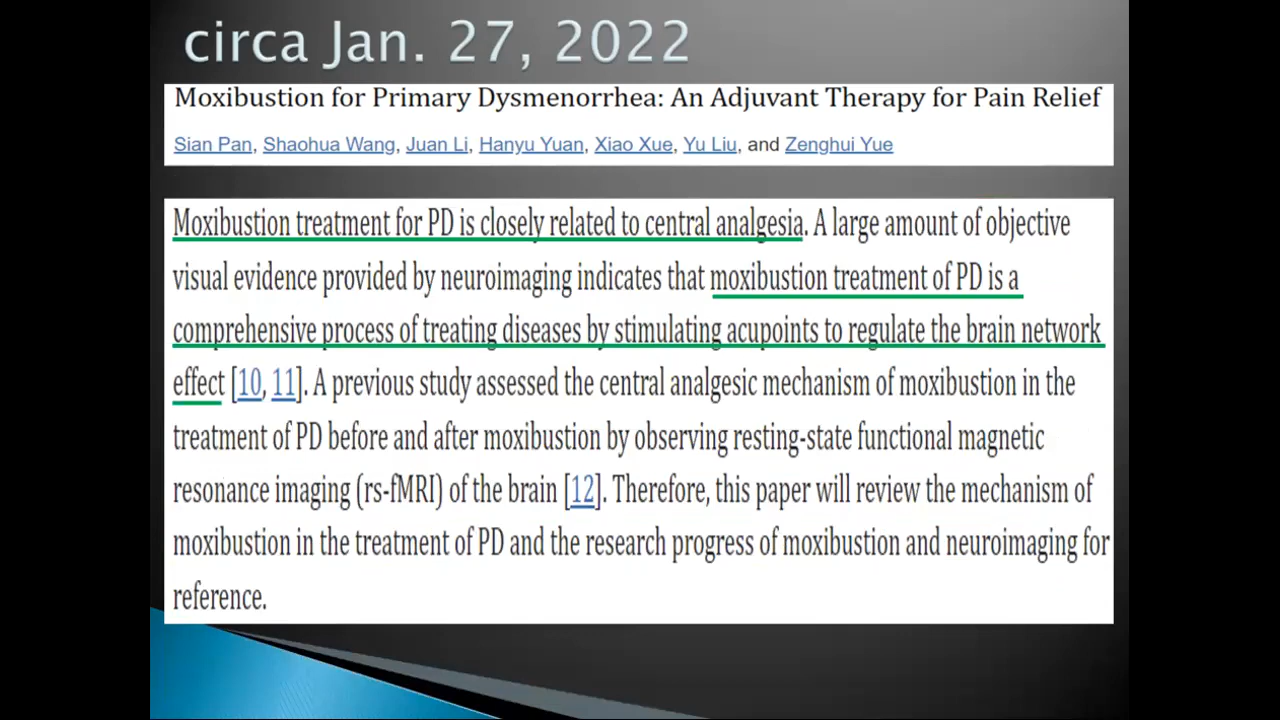 circa Jan. 27, 2022
Moxibustion for Primary Dysmenorrhea: An Adjuvant Therapy for Pain Relief
Sian Pan, Shaohua Wang, Juan Li, Hanyu Yuan, Xiao Xue, Yu Liu, and Zenghui Yue
Moxibustion treatment for PD is closely related to central analgesia. A large amount of objective
visual evidence provided by neuroimaging indicates that moxibustion treatment of PD is a
comprehensive process of treating diseases by stimulating acupoints to regulate the brain network
effect [10, 11]. A previous study assessed the central analgesic mechanism of moxibustion in the
treatment of PD before and after moxibustion by observing resting-state functional magnetic
resonance imaging (rs-fMRI) of the brain [12]. Therefore, this paper will review the mechanism of
moxibustion in the treatment of PD and the research progress of moxibustion and neuroimaging for
reference.